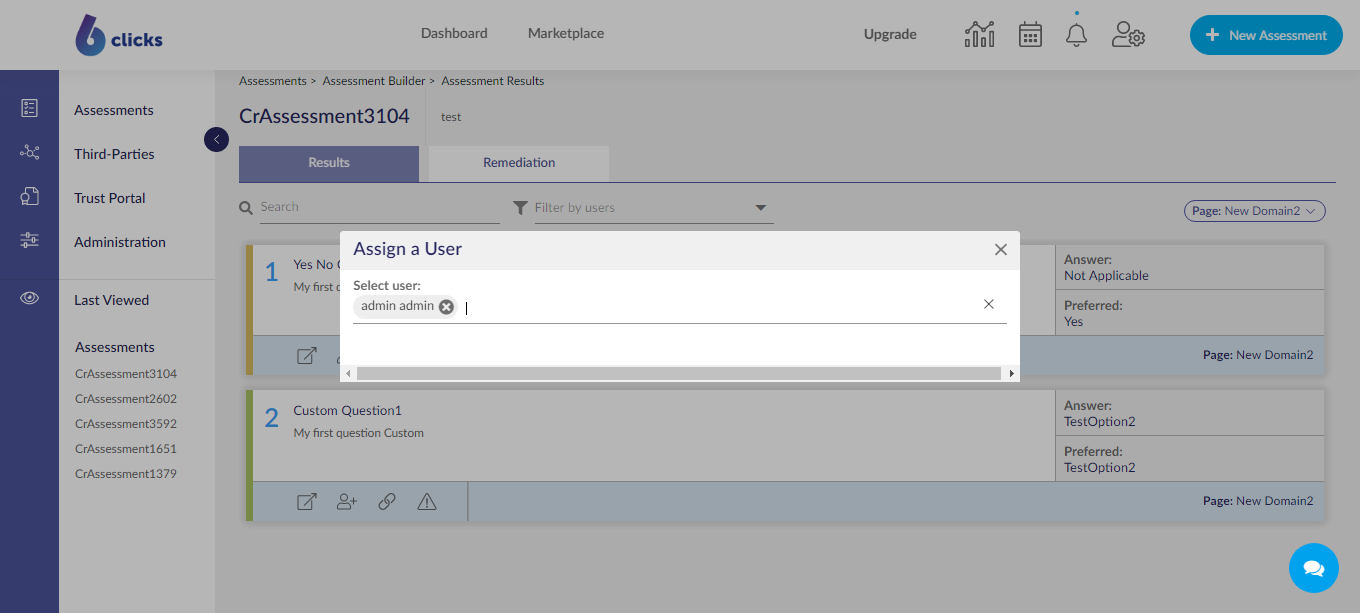 6clicks
Dashboard
Marketplace
Upgrade
New Assessment
Assessments
Third-Parties
Trust Portal
Administration
Last Viewed
Assessments
CrAssessment3104
CrAssessment2602
CrAssessment3592
CrAssessment1651
CrAssessment1379
Assessments > Assessment Builder > Assessment Results
CrAssessment3104
test
Results
Remediation
Search
Filter by users
Page: New Domain2
Assign a User
Select user:
admin admin
1
Yes No
My first
Answer:
Not Applicable
Preferred:
Yes
Page: New Domain2
2
Custom Question1
My first question Custom
Answer:
TestOption2
Preferred:
TestOption2
Page: New Domain2